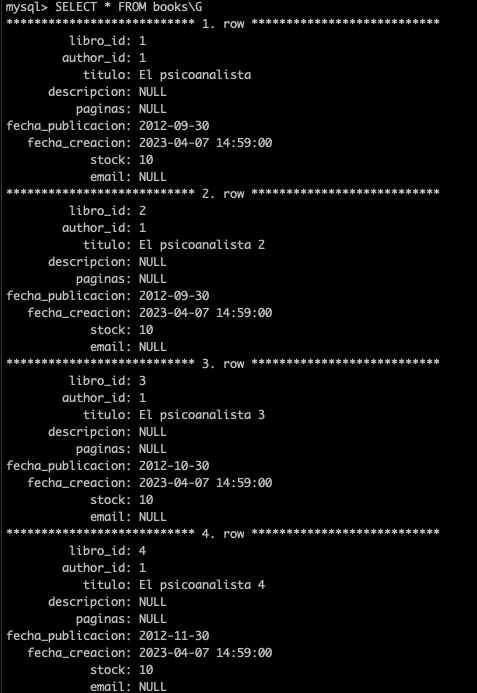 mysql> SELECT * FROM books\G
*************************** 1. row ***************************
libro_id: 1
author_id: 1
titulo: El psicoanalista
descripcion: NULL
paginas: NULL
fecha_publicacion: 2012-09-30
fecha_creacion: 2023-04-07 14:59:00
stock: 10
email: NULL
*************************** 2. row ***************************
libro_id: 2
author_id: 1
titulo: El psicoanalista 2
descripcion: NULL
paginas: NULL
fecha_publicacion: 2012-09-30
fecha_creacion: 2023-04-07 14:59:00
stock: 10
email: NULL
*************************** 3. row ***************************
libro_id: 3
author_id: 1
titulo: El psicoanalista 3
descripcion: NULL
paginas: NULL
fecha_publicacion: 2012-10-30
fecha_creacion: 2023-04-07 14:59:00
stock: 10
email: NULL
*************************** 4. row ***************************
libro_id: 4
author_id: 1
titulo: El psicoanalista 4
descripcion: NULL
paginas: NULL
fecha_publicacion: 2012-11-30
fecha_creacion: 2023-04-07 14:59:00
stock: 10
email: NULL